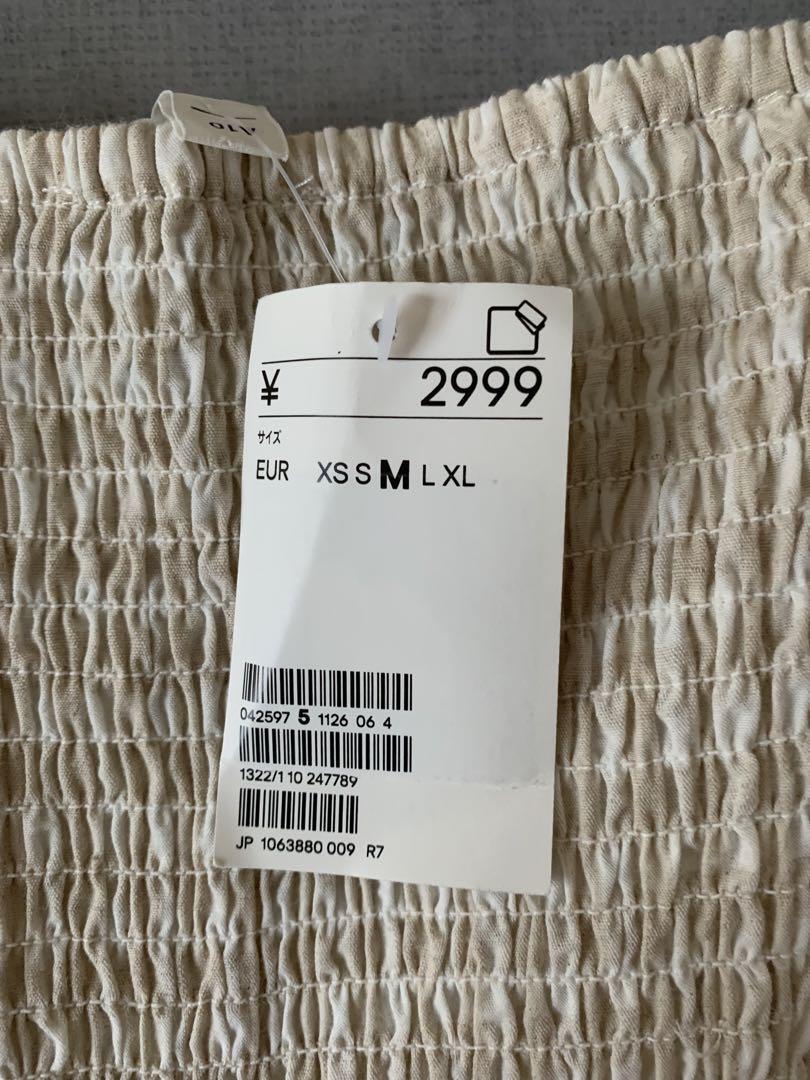 ¥ 2999
サイズ
EUR XS S M L XL
042597 5 1126 06 4
1322/1 10 247789
JP 1063880 009 R7